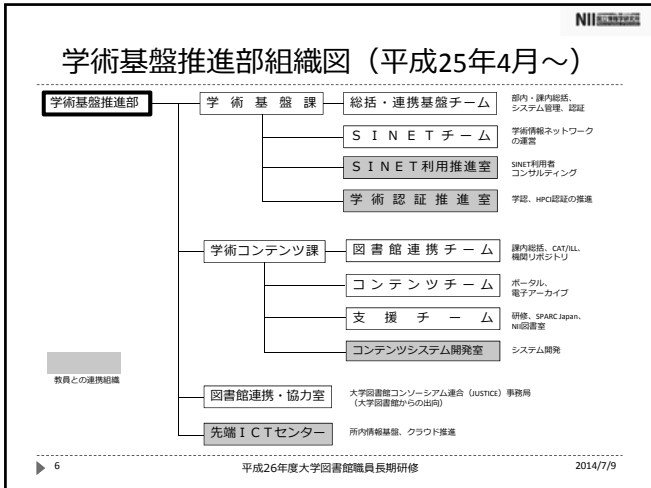 NII 国立情報学研究所
学術基盤推進部組織図（平成25年4月～）
学術基盤推進部
学術基盤課
総括・連携基盤チーム
部内・課内総括、
システム管理、認証
SINETチーム
学術情報ネットワーク
の運営
SINET利用推進室
SINET利用者
コンサルティング
学術認証推進室
学認、HPCI認証の推進
学術コンテンツ課
図書館連携チーム
課内総括、CAT/ILL、
機関リポジトリ
コンテンツチーム
ポータル、
電子アーカイブ
支援チーム
研修、SPARC Japan、
NII図書室
コンテンツシステム開発室
システム開発
教員との連携組織
図書館連携・協力室
大学図書館コンソーシアム連合（JUSTICE）事務局
（大学図書館からの出向）
先端ICTセンター
所内情報基盤、クラウド推進
6
平成26年度大学図書館職員長期研修
2014/7/9